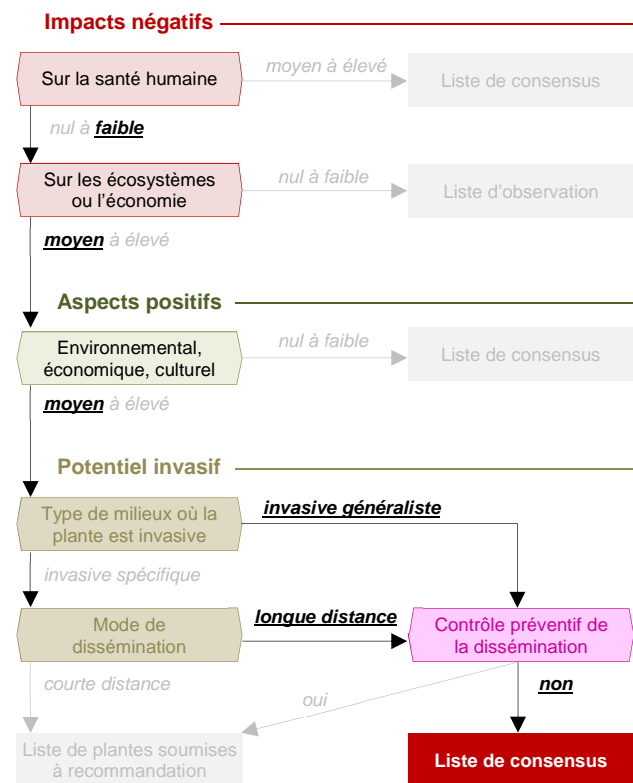 Impacts négatifs
Sur la santé humaine
moyen à élevé
Liste de consensus
nul à faible
Sur les écosystèmes
ou l'économie
nul à faible
Liste d'observation
moyen à élevé
Aspects positifs
Environnemental,
économique, culturel
nul à faible
Liste de consensus
moyen à élevé
Potentiel invasif
Type de milieux où la
plante est invasive
invasive généraliste
invasive spécifique
Mode de
dissémination
longue distance
Contrôle préventif de
la dissémination
courte distance
oui
non
Liste de plantes soumises
à recommandation
Liste de consensus